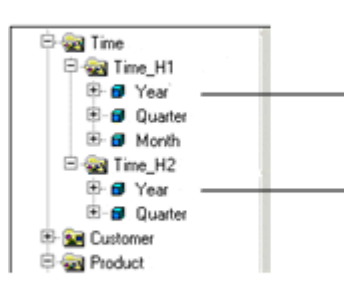 Time
Time_H1
Year
Quarter
Month
Time_H2
Year
Quarter
Customer
Product